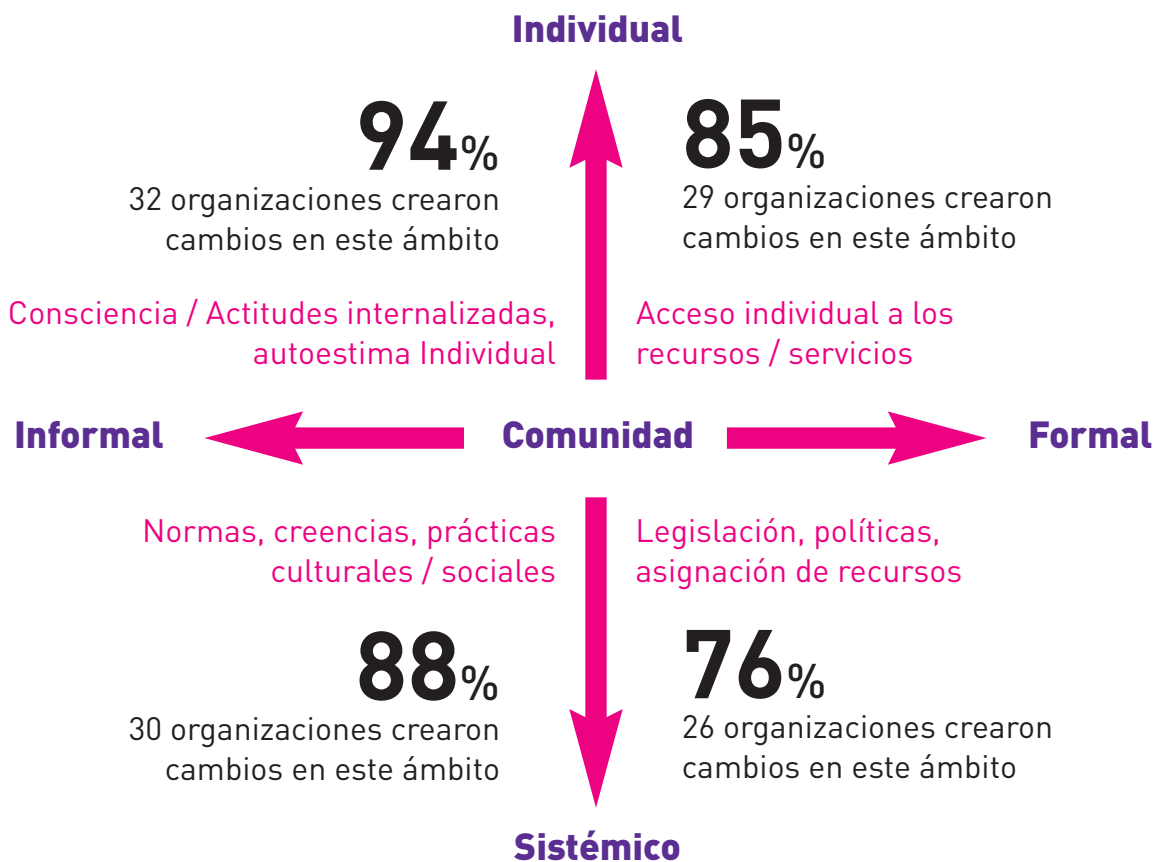 Individual
94%
32 organizaciones crearon
cambios en este ámbito
85%
29 organizaciones crearon
cambios en este ámbito
Consciencia / Actitudes internalizadas,
autoestima Individual
Acceso individual a los
recursos / servicios
Informal
Comunidad
Formal
Normas, creencias, prácticas
culturales / sociales
Legislación, políticas,
asignación de recursos
88%
30 organizaciones crearon
cambios en este ámbito
76%
26 organizaciones crearon
cambios en este ámbito
Sistémico